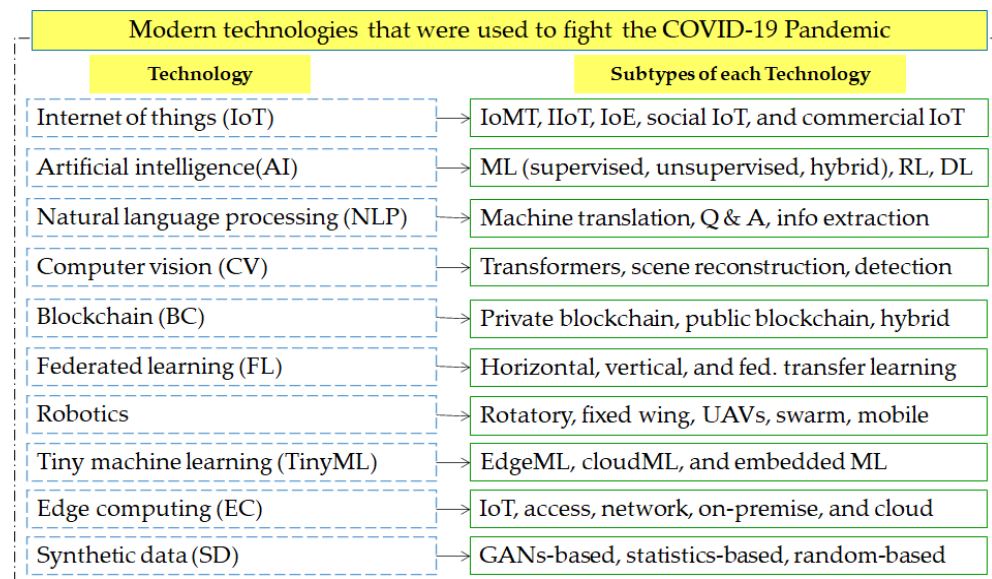 Modern technologies that were used to fight the COVID-19 Pandemic
Technology
Subtypes of each Technology
Internet of things (IoT)
IoMT, IIoT, IoE, social IoT, and commercial IoT
Artificial intelligence(AI)
ML (supervised, unsupervised, hybrid), RL, DL
Natural language processing (NLP)
Machine translation, Q & A, info extraction
Computer vision (CV)
Transformers, scene reconstruction, detection
Blockchain (BC)
Private blockchain, public blockchain, hybrid
Federated learning (FL)
Horizontal, vertical, and fed. transfer learning
Robotics
Rotatory, fixed wing, UAVs, swarm, mobile
Tiny machine learning (TinyML)
EdgeML, cloudML, and embedded ML
Edge computing (EC)
IoT, access, network, on-premise, and cloud
Synthetic data (SD)
GANs-based, statistics-based, random-based